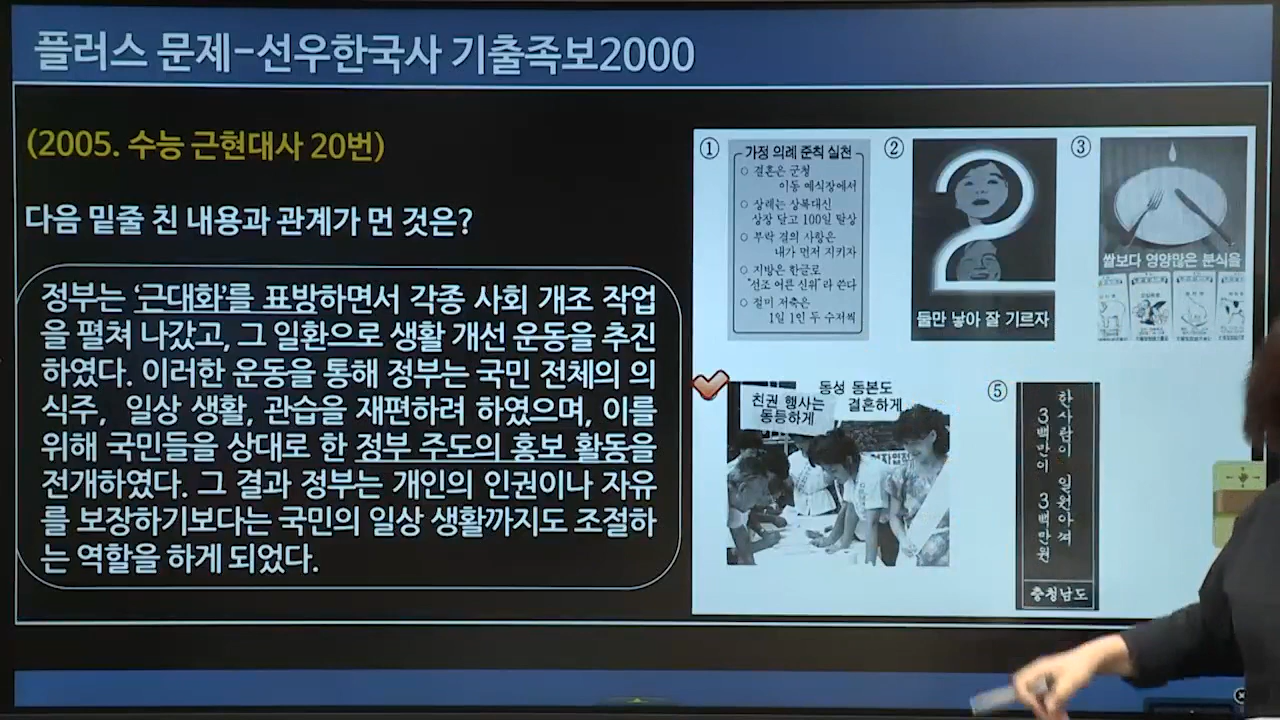 플러스 문제-선우한국사 기출족보2000
(2005. 수능 근현대사 20번)
다음 밑줄 친 내용과 관계가 먼 것은?
정부는 '근대화'를 표방하면서 각종 사회 개조 작업
을 펼쳐 나갔고, 그 일환으로 생활 개선 운동을 추진
하였다. 이러한 운동을 통해 정부는 국민 전체의 의
식주, 일상 생활, 관습을 재편하려 하였으며, 이를
위해 국민들을 상대로 한 정부 주도의 홍보 활동을
전개하였다. 그 결과 정부는 개인의 인권이나 자유
를 보장하기보다는 국민의 일상 생활까지도 조절하
는 역할을 하게 되었다.
①
가정 의례 준칙 실천
○ 결혼은 군청
이동 예식장에서
○ 상례는 상복대신
상장 달고 100일 탈상
○ 부락 결의 사항은
내가 먼저 지키자
○ 지방은 한글로
"선조 어른 신위"라 쓴다
○ 절미 저축은
1일 1인 두 수저씩
②
2
둘만 낳아 잘 기르자
③
쌀보다 영양많은 분식을
친권 행사는
동등하게
동성 동본도
결혼하게
⑤
한사람이 일원아껴
3백만이 3백만원
충청남도